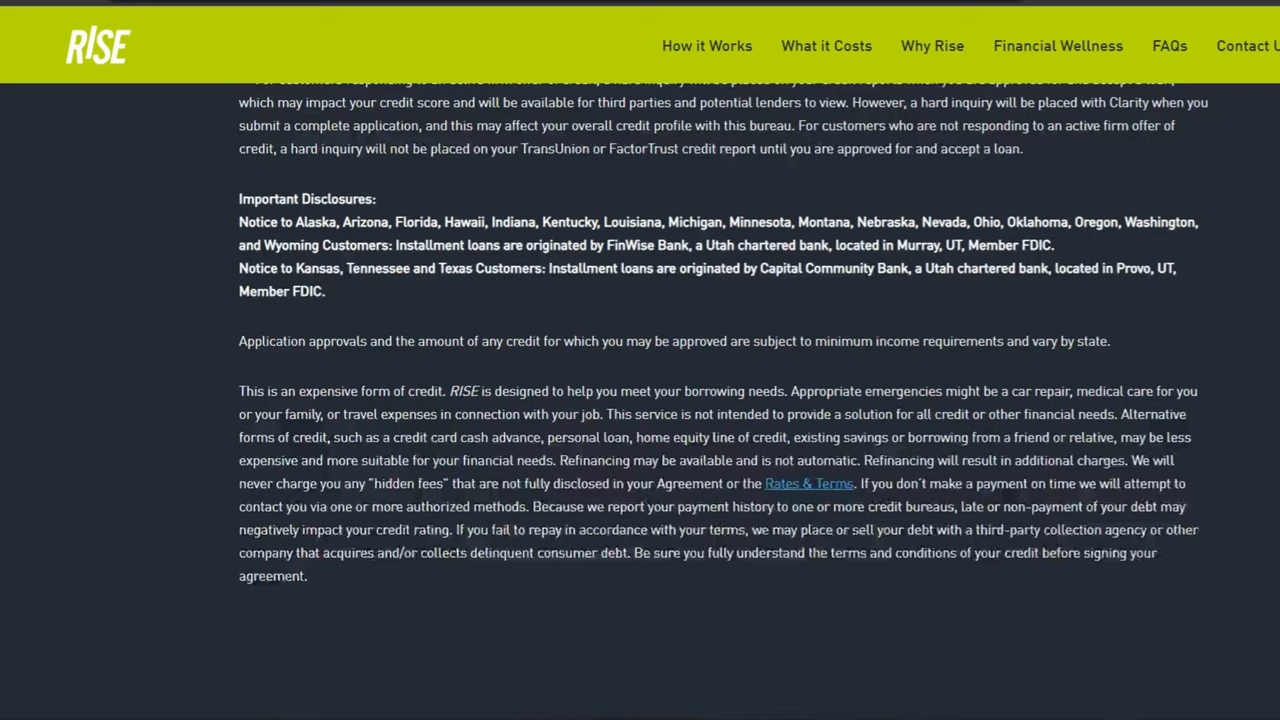 RISE
How it Works What it Costs Why Rise Financial Wellness FAQs Contact U
which may impact your credit score and will be available for third parties and potential lenders to view. However, a hard inquiry will be placed with Clarity when you
submit a complete application, and this may affect your overall credit profile with this bureau. For customers who are not responding to an active firm offer of
credit, a hard inquiry will not be placed on your TransUnion or FactorTrust credit report until you are approved for and accept a loan.
Important Disclosures:
Notice to Alaska, Arizona, Florida, Hawaii, Indiana, Kentucky, Louisiana, Michigan, Minnesota, Montana, Nebraska, Nevada, Ohio, Oklahoma, Oregon, Washington,
and Wyoming Customers: Installment loans are originated by FinWise Bank, a Utah chartered bank, located in Murray, UT, Member FDIC.
Notice to Kansas, Tennessee and Texas Customers: Installment loans are originated by Capital Community Bank, a Utah chartered bank, located in Provo, UT,
Member FDIC.
Application approvals and the amount of any credit for which you may be approved are subject to minimum income requirements and vary by state.
This is an expensive form of credit. RISE is designed to help you meet your borrowing needs. Appropriate emergencies might be a car repair, medical care for you
or your family, or travel expenses in connection with your job. This service is not intended to provide a solution for all credit or other financial needs. Alternative
forms of credit, such as a credit card cash advance, personal loan, home equity line of credit, existing savings or borrowing from a friend or relative, may be less
expensive and more suitable for your financial needs. Refinancing may be available and is not automatic. Refinancing will result in additional charges. We will
never charge you any "hidden fees" that are not fully disclosed in your Agreement or the Rates & Terms. If you don't make a payment on time we will attempt to
contact you via one or more authorized methods. Because we report your payment history to one or more credit bureaus, late or non-payment of your debt may
negatively impact your credit rating. If you fail to repay in accordance with your terms, we may place or sell your debt with a third-party collection agency or other
company that acquires and/or collects delinquent consumer debt. Be sure you fully understand the terms and conditions of your credit before signing your
agreement.